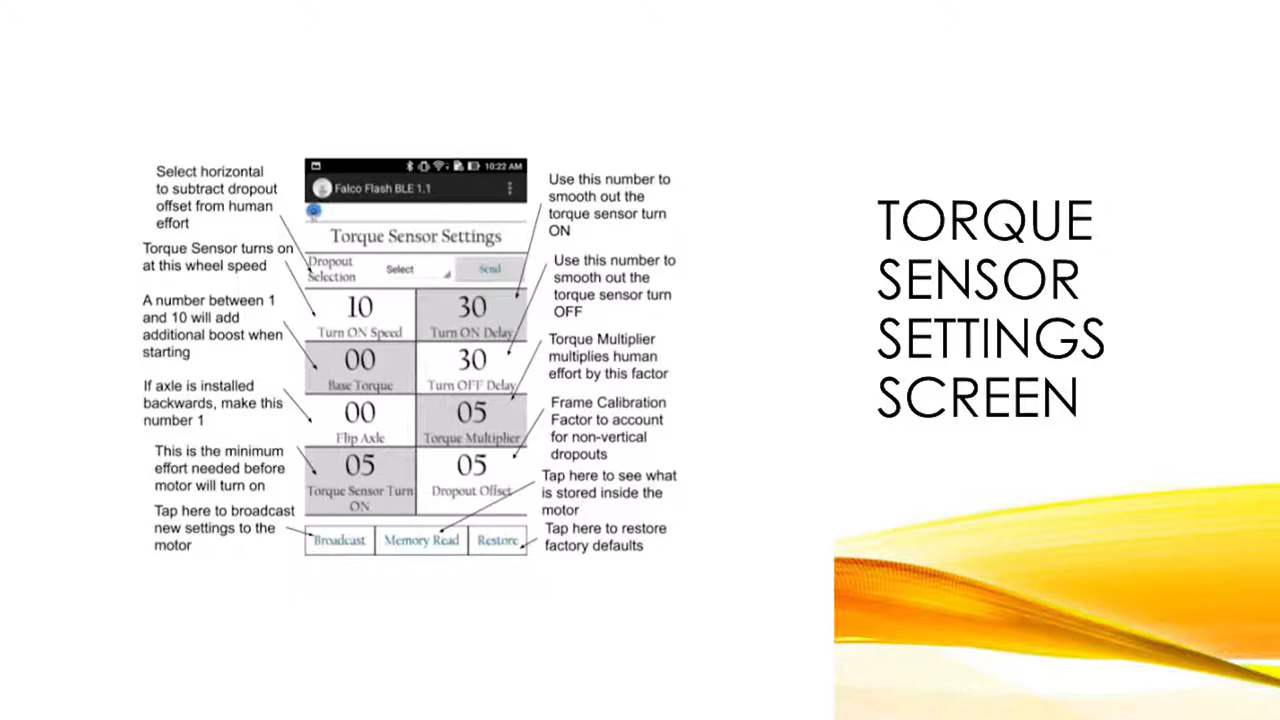 Select horizontal
to subtract dropout
offset from human
effort
Torque Sensor turns on
at this wheel speed
A number between 1
and 10 will add
additional boost when
starting
If axle is installed
backwards, make this
number 1
This is the minimum
effort needed before
motor will turn on
Tap here to broadcast
new settings to the
motor
10:22 AM
Falco Flash BLE 1.1
Torque Sensor Settings
Dropout
Selection
Select
Send
10
Turn ON Speed
30
Turn ON Delay
00
Base Torque
30
Turn OFF Delay
00
Flip Axle
05
Torque Multiplier
05
Torque Sensor Turn
ON
05
Dropout Offset
Broadcast
Memory Read
Restore
Use this number to
smooth out the
torque sensor turn
ON
Use this number to
smooth out the
torque sensor turn
OFF
Torque Multiplier
multiplies human
effort by this factor
Frame Calibration
Factor to account
for non-vertical
dropouts
Tap here to see what
is stored inside the
motor
Tap here to restore
factory defaults
TORQUE
SENSOR
SETTINGS
SCREEN